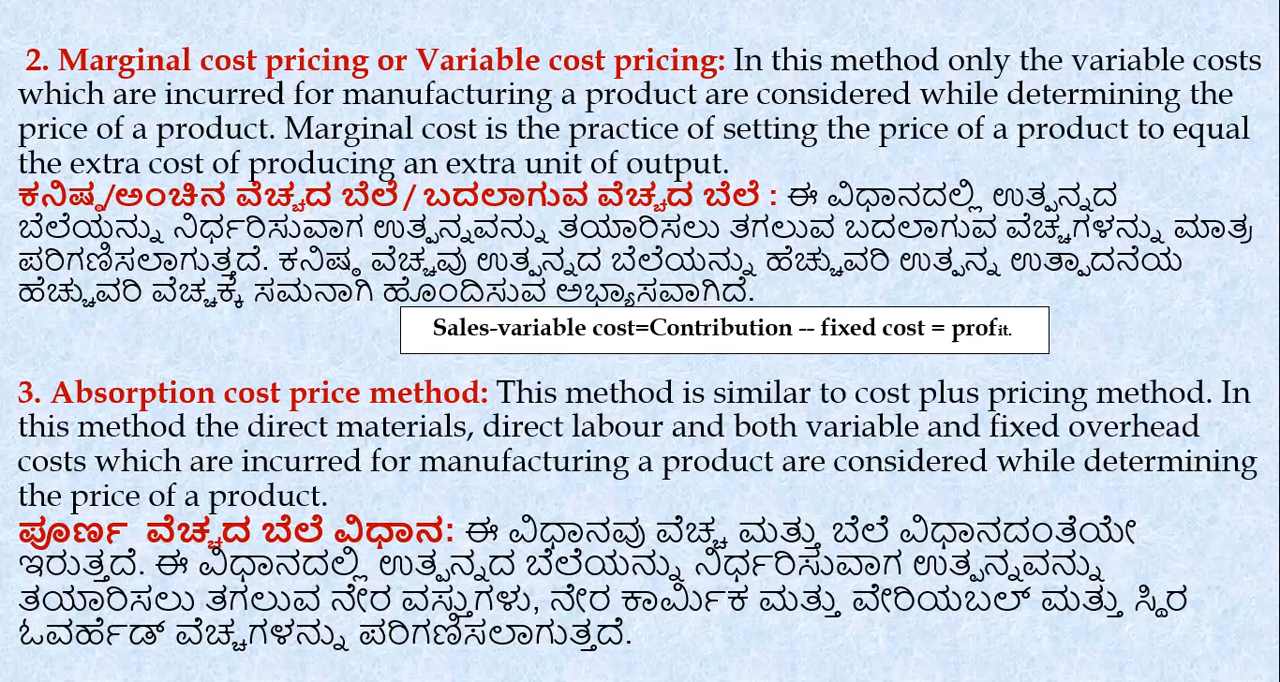 2. Marginal cost pricing or Variable cost pricing: In this method only the variable costs
which are incurred for manufacturing a product are considered while determining the
price of a product. Marginal cost is the practice of setting the price of a product to equal
the extra cost of producing an extra unit of output.
ಕನಿಷ್ಠ/ಅಂಚಿನ ವೆಚ್ಚದ ಬೆಲೆ/ ಬದಲಾಗುವ ವೆಚ್ಚದ ಬೆಲೆ : ಈ ವಿಧಾನದಲ್ಲಿ ಉತ್ಪನ್ನದ
ಬೆಲೆಯನ್ನು ನಿರ್ಧರಿಸುವಾಗ ಉತ್ಪನ್ನವನ್ನು ತಯಾರಿಸಲು ತಗಲುವ ಬದಲಾಗುವ ವೆಚ್ಚಗಳನ್ನು ಮಾತ್ರ
ಪರಿಗಣಿಸಲಾಗುತ್ತದೆ. ಕನಿಷ್ಠ ವೆಚ್ಚವು ಉತ್ಪನ್ನದ ಬೆಲೆಯನ್ನು ಹೆಚ್ಚುವರಿ ಉತ್ಪನ್ನ ಉತ್ಪಾದನೆಯ
ಹೆಚ್ಚುವರಿ ವೆಚ್ಚಕ್ಕೆ ಸಮನಾಗಿ ಹೊಂದಿಸುವ ಅಭ್ಯಾಸವಾಗಿದೆ.
Sales-variable cost=Contribution -- fixed cost = profit.
3. Absorption cost price method: This method is similar to cost plus pricing method. In
this method the direct materials, direct labour and both variable and fixed overhead
costs which are incurred for manufacturing a product are considered while determining
the price of a product.
ಪೂರ್ಣ ವೆಚ್ಚದ ಬೆಲೆ ವಿಧಾನ: ಈ ವಿಧಾನವು ವೆಚ್ಚ ಮತ್ತು ಬೆಲೆ ವಿಧಾನದಂತೆಯೇ
ಇರುತ್ತದೆ. ಈ ವಿಧಾನದಲ್ಲಿ ಉತ್ಪನ್ನದ ಬೆಲೆಯನ್ನು ನಿರ್ಧರಿಸುವಾಗ ಉತ್ಪನ್ನವನ್ನು
ತಯಾರಿಸಲು ತಗಲುವ ನೇರ ವಸ್ತುಗಳು, ನೇರ ಕಾರ್ಮಿಕ ಮತ್ತು ವೇರಿಯಬಲ್ ಮತ್ತು ಸ್ಥಿರ
ಓವರ್ಹೆಡ್ ವೆಚ್ಚಗಳನ್ನು ಪರಿಗಣಿಸಲಾಗುತ್ತದೆ.